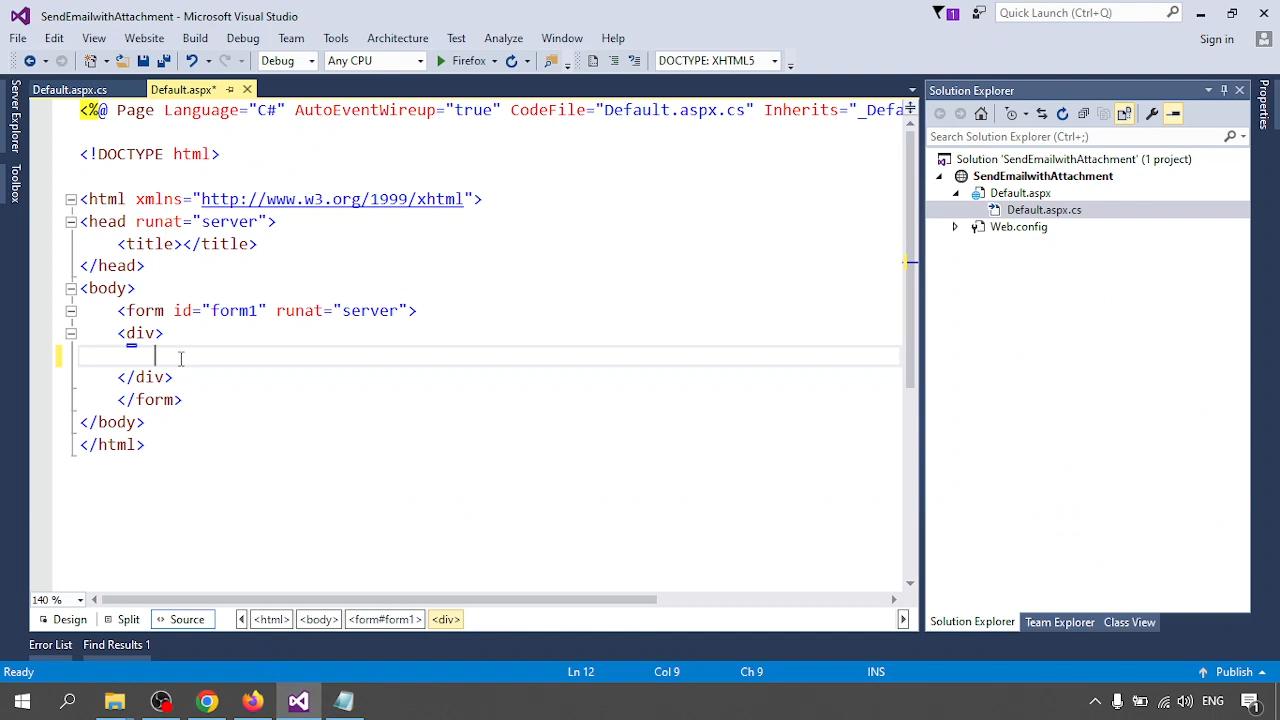 SendEmailwithAttachment - Microsoft Visual Studio
1
Quick Launch (Ctrl+Q)
File Edit View Website Build Debug Team Tools Architecture Test Analyze Window Help
Sign in
Debug Any CPU Firefox DOCTYPE: XHTML5
Server Explorer
Toolbox
Default.aspx.cs Default.aspx*
<%@ Page Language="C#" AutoEventWireup="true" CodeFile="Default.aspx.cs" Inherits="_Defa
<!DOCTYPE html>
<html xmlns="http://www.w3.org/1999/xhtml">
<head runat="server">
<title></title>
</head>
<body>
<form id="form1" runat="server">
<div>
</div>
</form>
</body>
</html>
140 %
Design Split Source <html> <body> <form#form1> <div>
Solution Explorer
Search Solution Explorer (Ctrl+;)
Solution 'SendEmailwithAttachment' (1 project)
SendEmailwithAttachment
Default.aspx
Default.aspx.cs
Web.config
Solution Explorer Team Explorer Class View
Properties
Error List Find Results 1
Ready Ln 12 Col 9 Ch 9 INS Publish
ENG 1